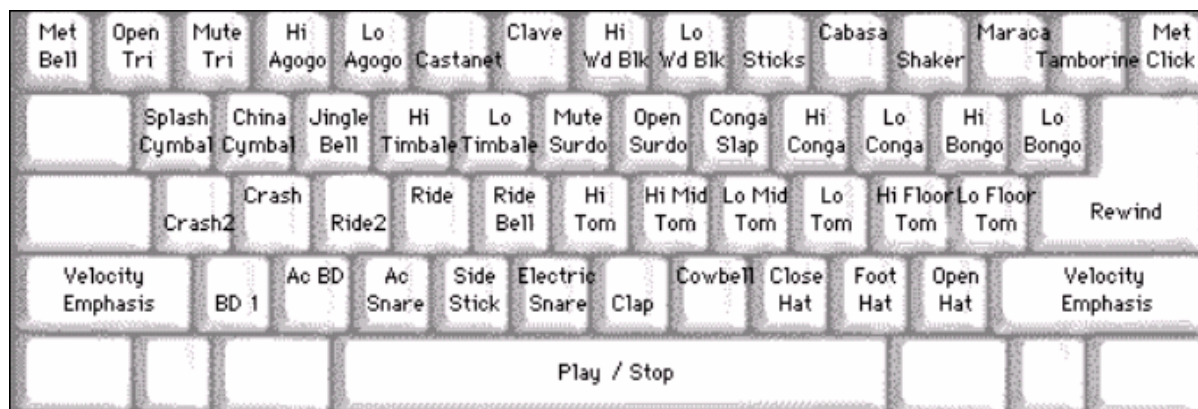 Met Open Mute Hi Lo Clave Hi Lo Cabasa Maraca Met
Bell Tri Tri Agogo Agogo Castanet Wd Blk Wd Blk Sticks Shaker Tamborine Click
Splash China Jingle Hi Lo Mute Open Conga Hi Lo Hi Lo
Cymbal Cymbal Bell Timbale Timbale Surdo Surdo Slap Conga Conga Bongo Bongo
Crash Ride Ride Hi Hi Mid Lo Mid Lo Hi Floor Lo Floor
Crash2 Ride2 Bell Tom Tom Tom Tom Tom Tom Rewind
Velocity Ac BD Ac Side Electric Cowbell Close Foot Open Velocity
Emphasis BD 1 Snare Stick Snare Clap Hat Hat Hat Emphasis
Play / Stop